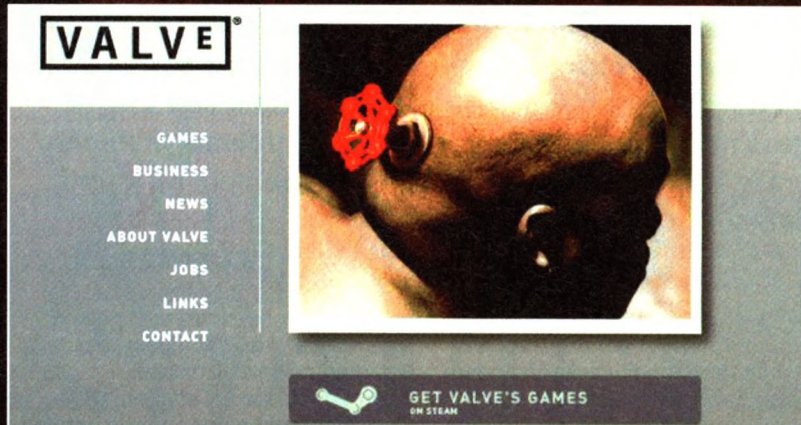 VALVE®
GAMES
BUSINESS
NEWS
ABOUT VALVE
JOBS
LINKS
CONTACT
GET VALVE'S GAMES
ON STEAM